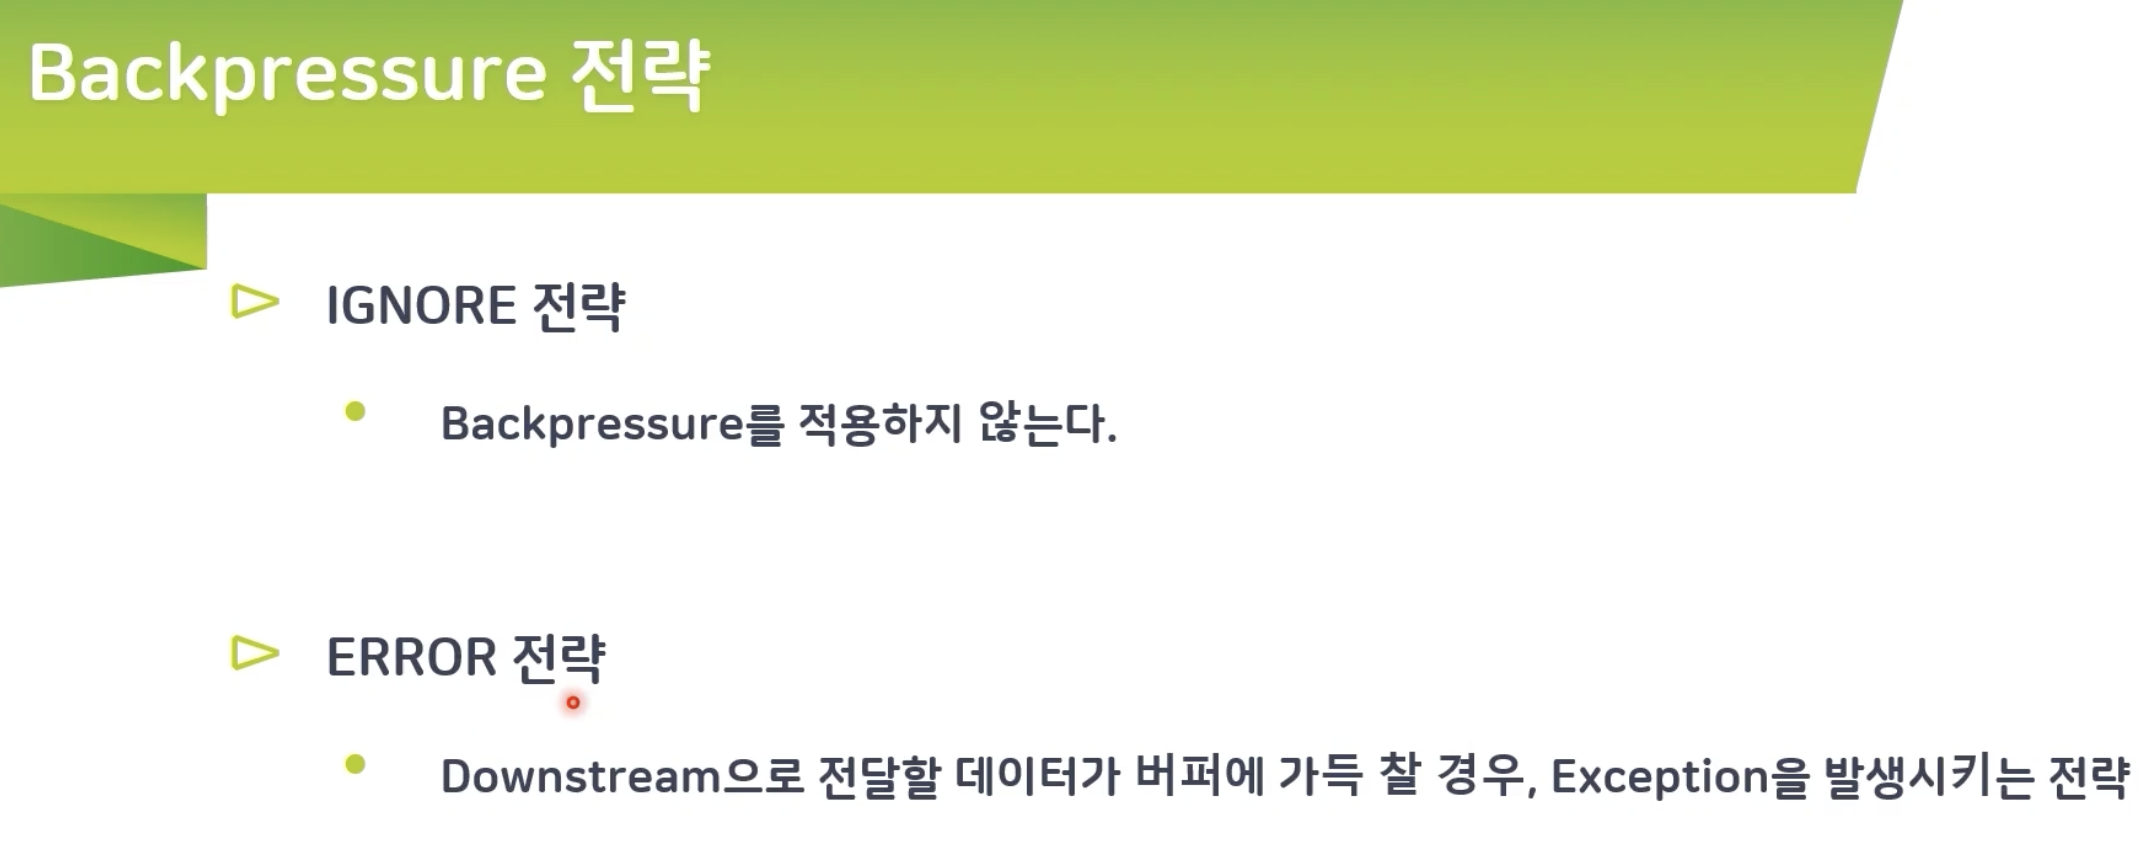 Backpressure 전략
IGNORE 전략
Backpressure를 적용하지 않는다.
ERROR 전략
Downstream으로 전달할 데이터가 버퍼에 가득 찰 경우, Exception을 발생시키는 전략